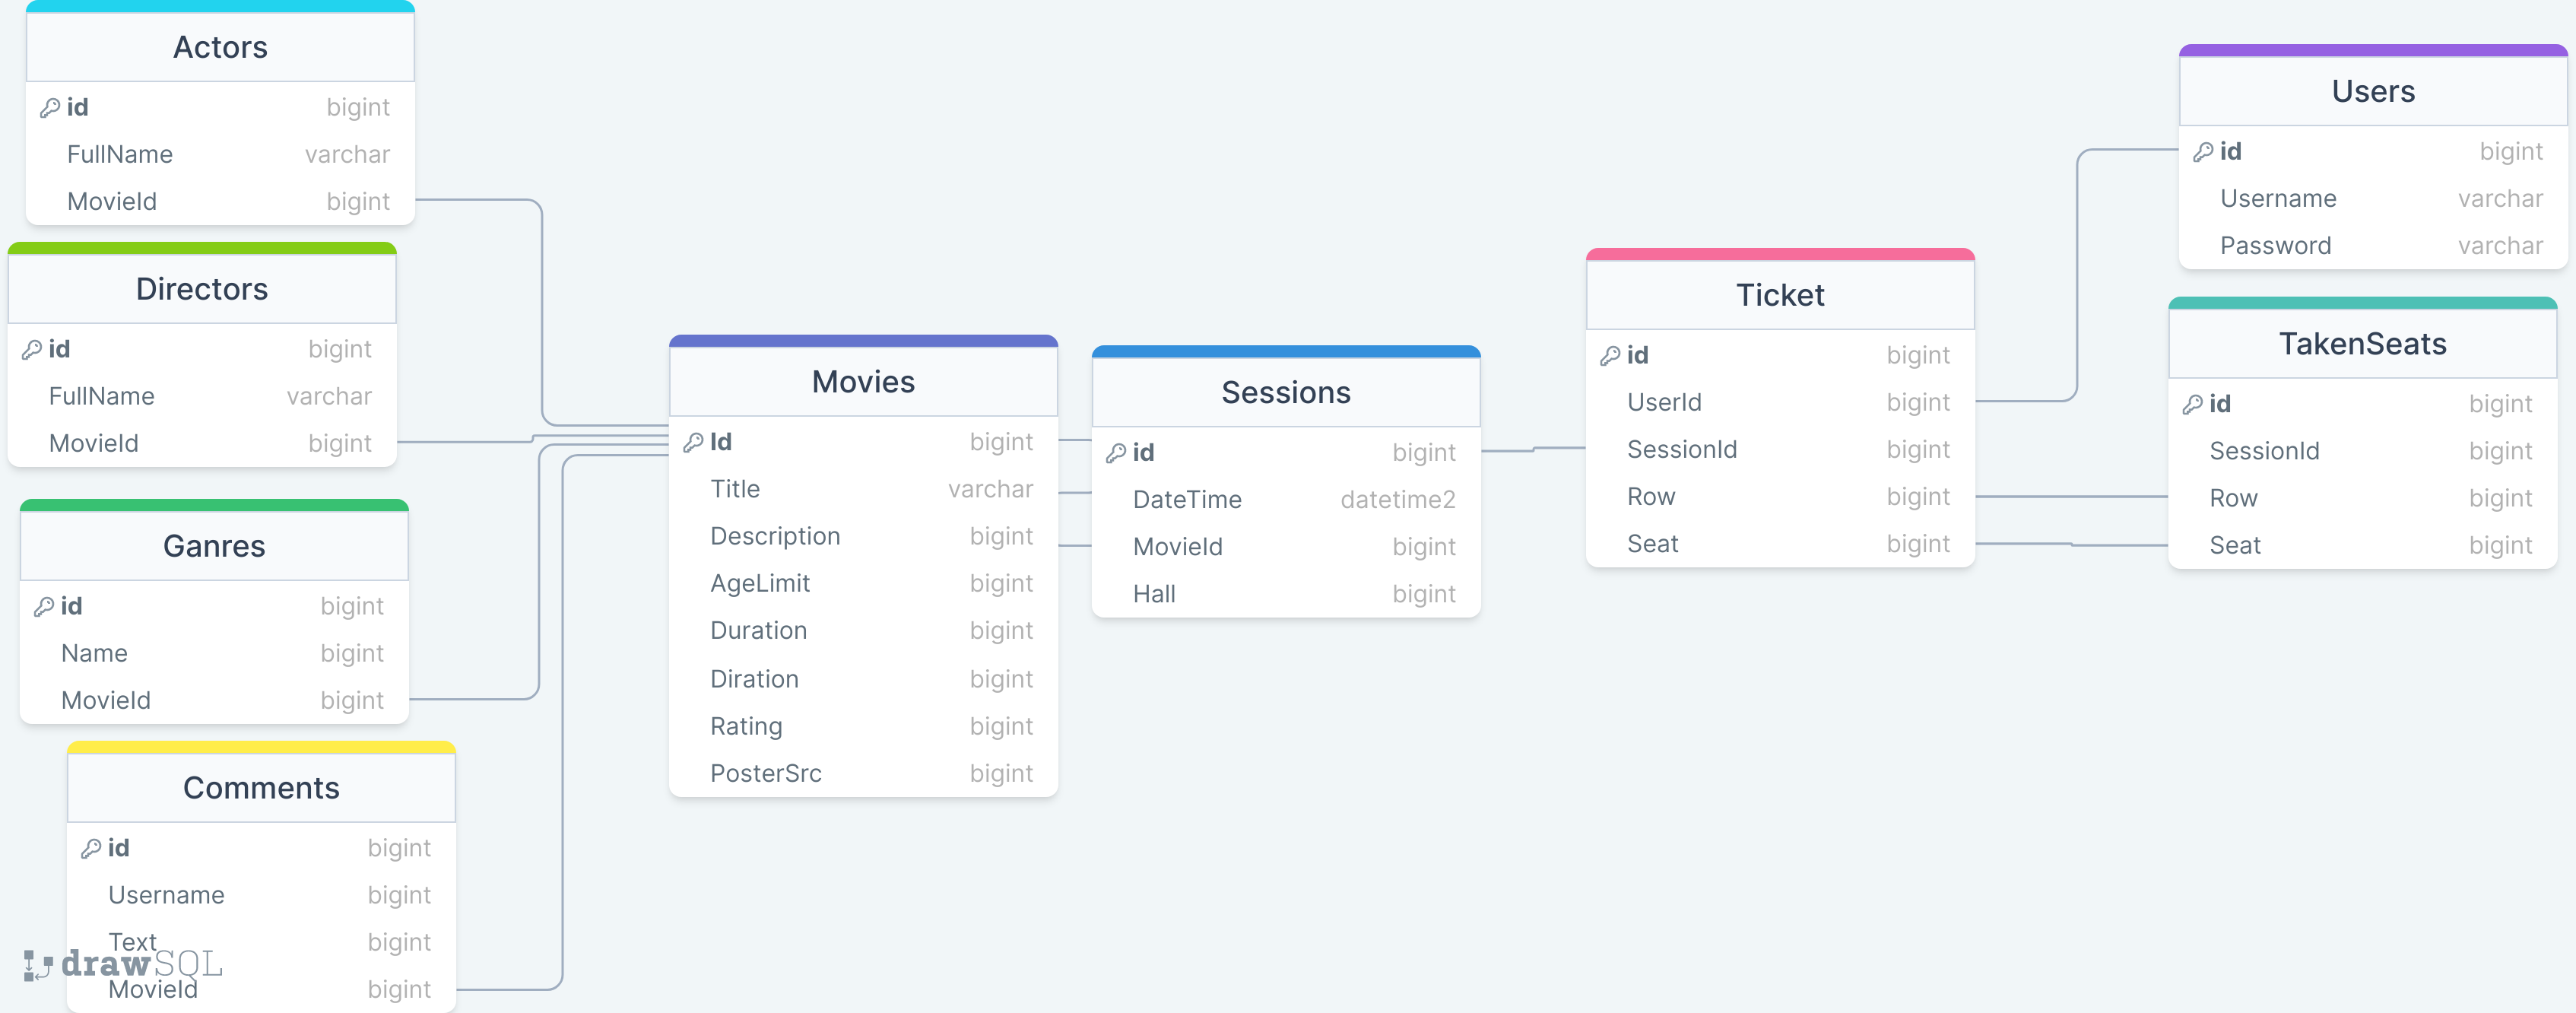 Actors
id bigint
FullName varchar
MovieId bigint
Directors
id bigint
FullName varchar
MovieId bigint
Ganres
id bigint
Name bigint
MovieId bigint
Comments
id bigint
Username bigint
Text bigint
MovieId bigint
drawSQL
Movies
Id bigint
Title varchar
Description bigint
AgeLimit bigint
Duration bigint
Diration bigint
Rating bigint
PosterSrc bigint
Sessions
id bigint
DateTime datetime2
MovieId bigint
Hall bigint
Ticket
id bigint
UserId bigint
SessionId bigint
Row bigint
Seat bigint
Users
id bigint
Username varchar
Password varchar
TakenSeats
id bigint
SessionId bigint
Row bigint
Seat bigint